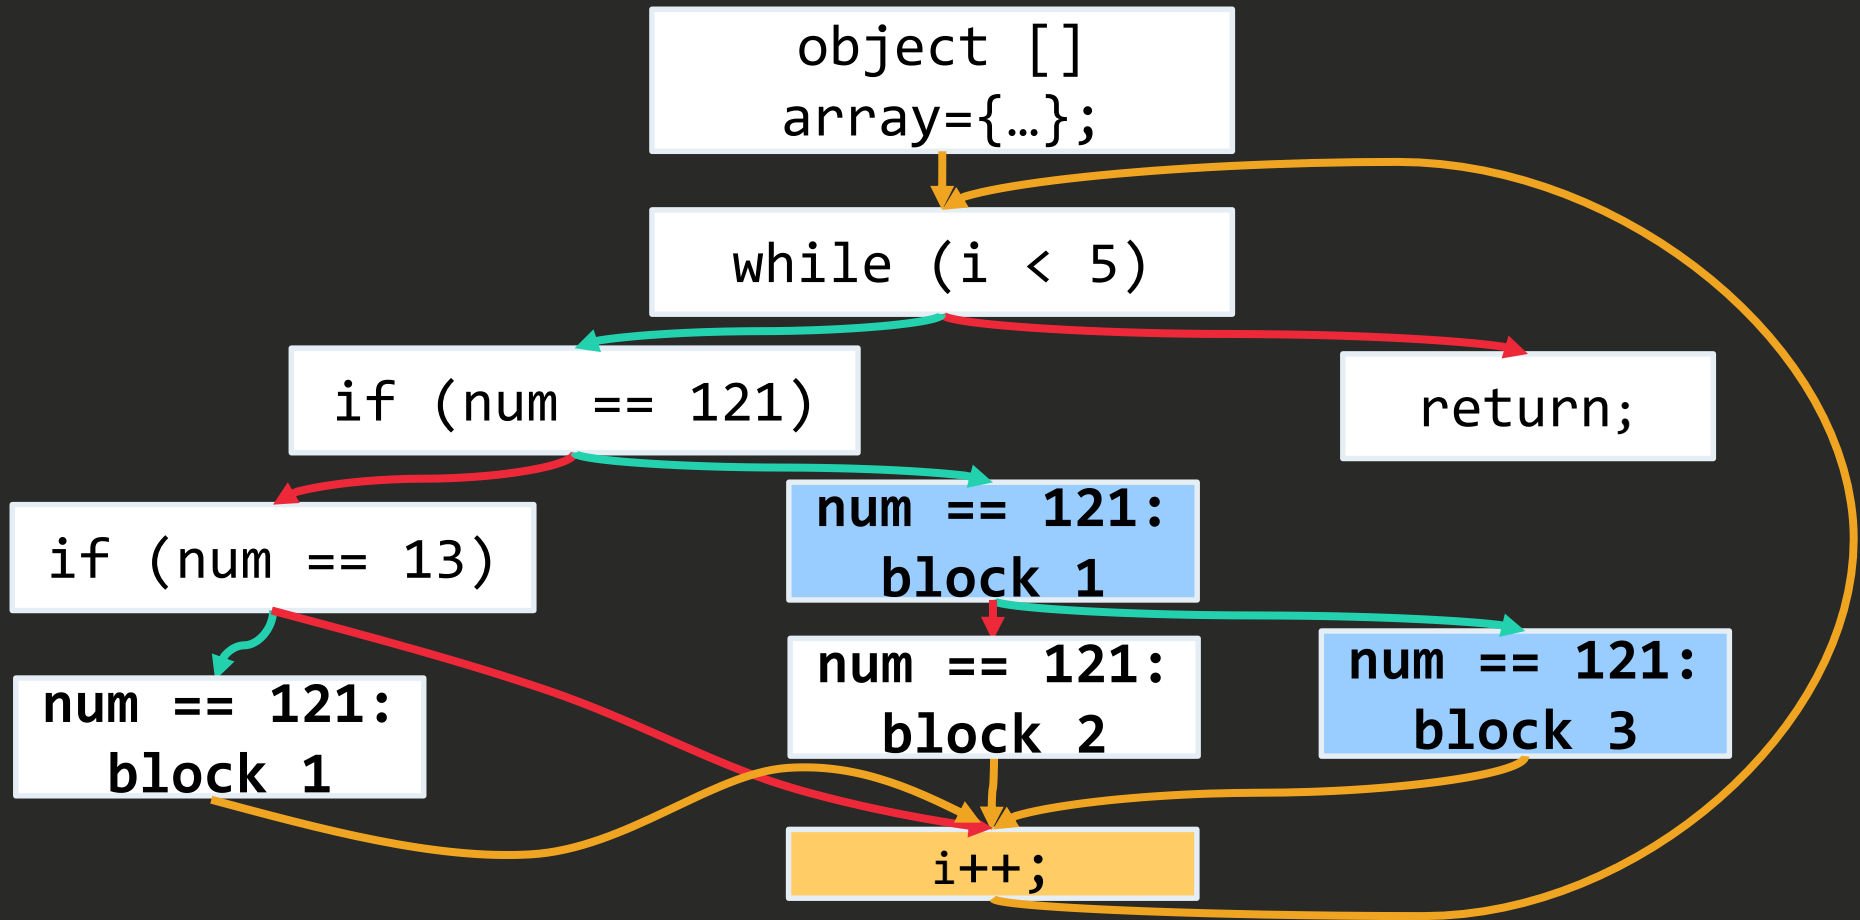 object []
array={…};
while (i < 5)
if (num == 121)
return;
num == 121:
block 1
if (num == 13)
num == 121:
block 2
num == 121:
block 3
num == 121:
block 1
i++;